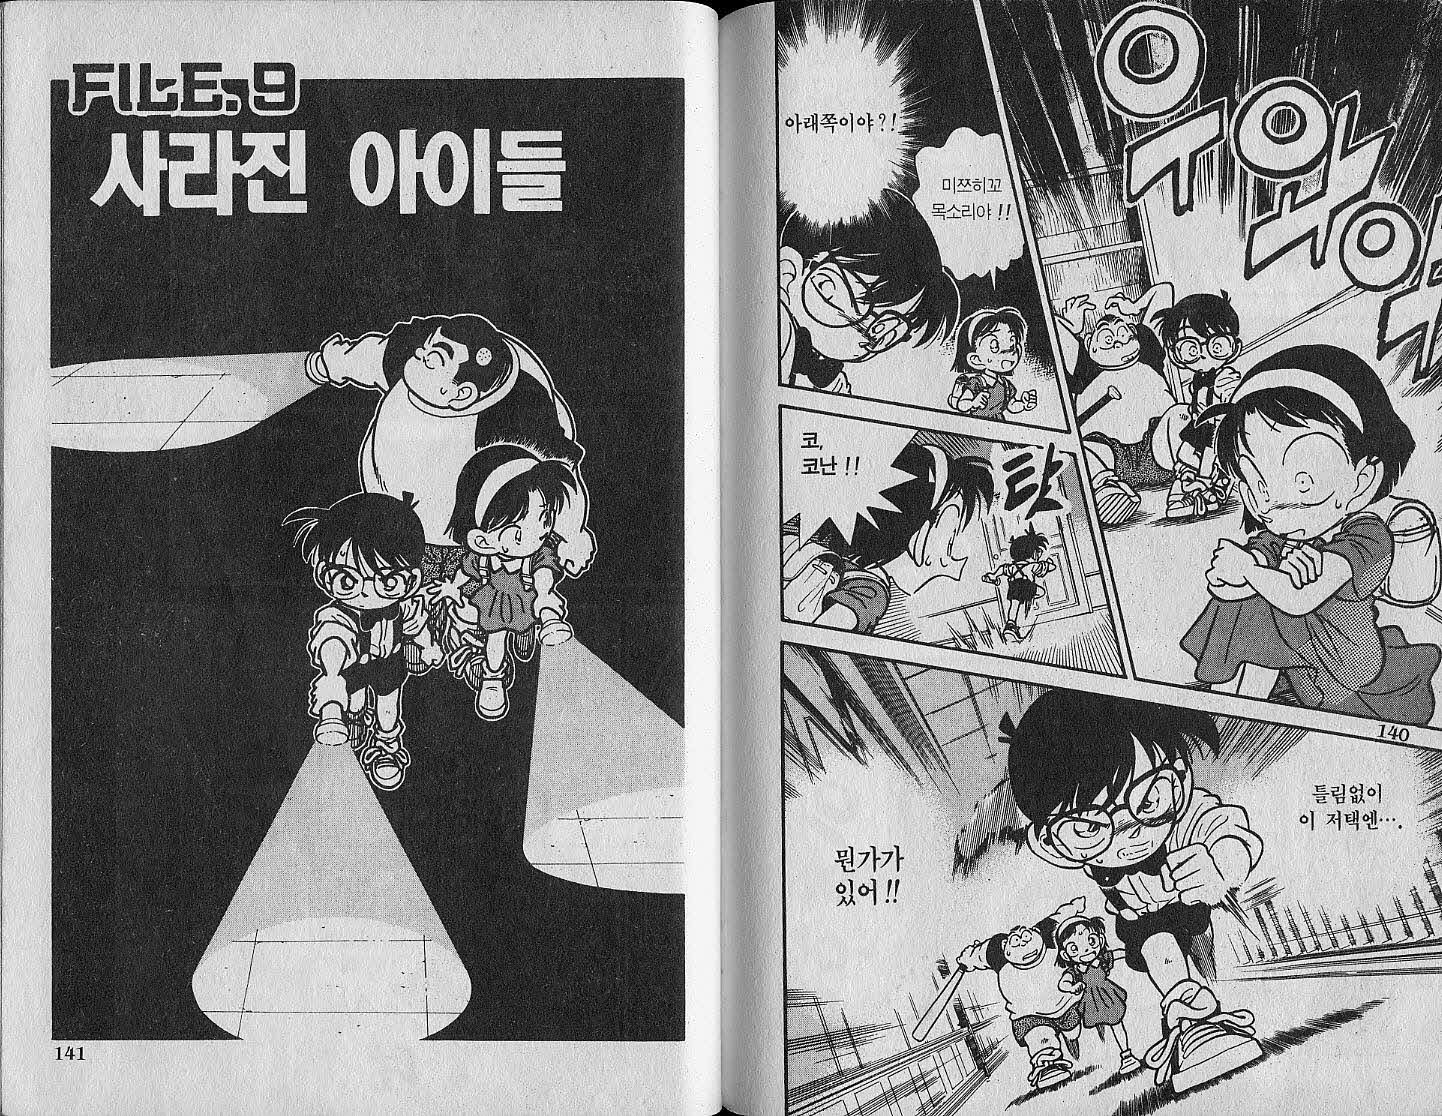 우와아
미쯔히꼬
목소리야!!
아래쪽이야?!
탁
코,
코난!!
틀림없이
이 저택엔….
뭔가가
있어!!
140
FILE.9
사라진 아이들
141